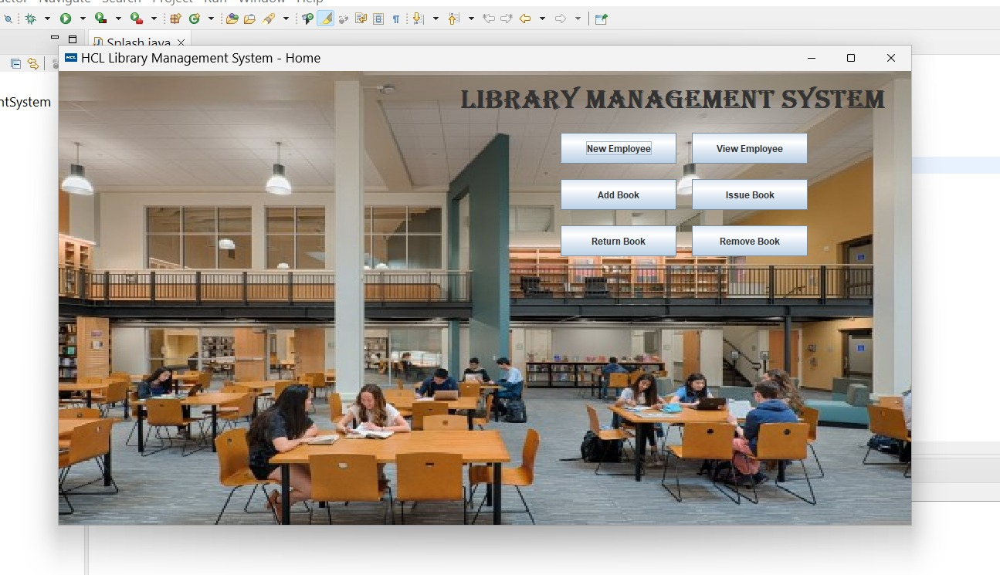 Navigate Search Project Run Window Help
Splash.java
HCL HCL Library Management System - Home
ntSystem
LIBRARY MANAGEMENT SYSTEM
New Employee View Employee
Add Book Issue Book
Return Book Remove Book